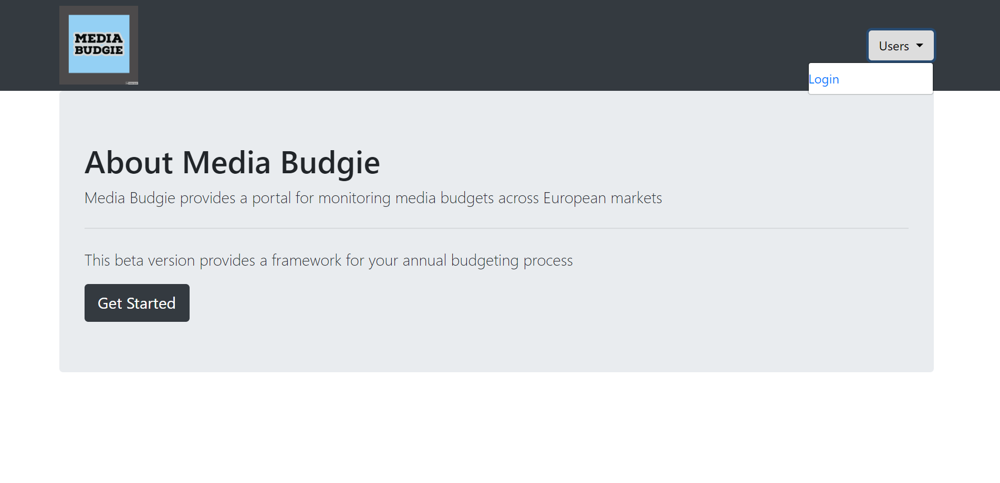 MEDIA
BUDGIE
Users
Login
About Media Budgie
Media Budgie provides a portal for monitoring media budgets across European markets
This beta version provides a framework for your annual budgeting process
Get Started